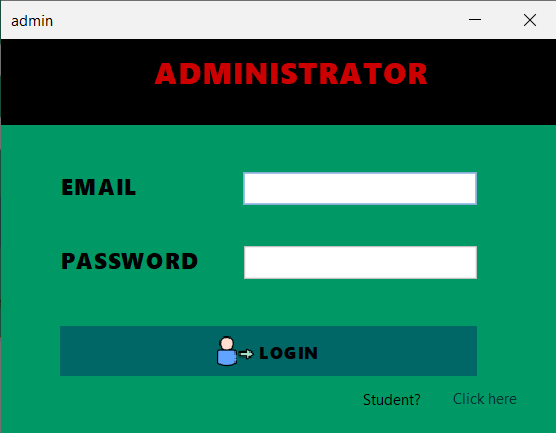 admin
ADMINISTRATOR
EMAIL
PASSWORD
LOGIN
Student? Click here